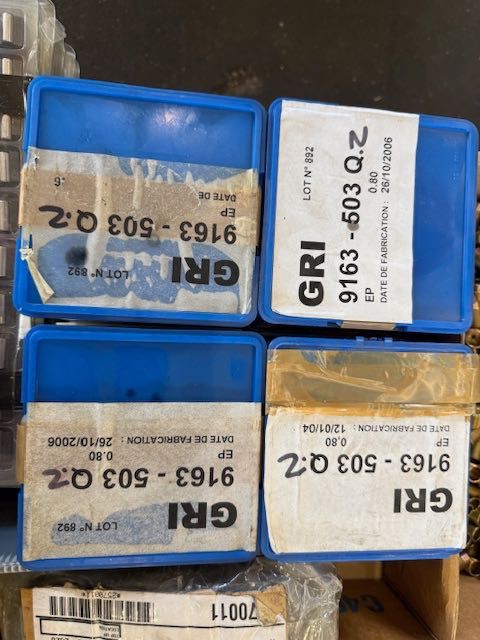 GRI
LOT N° 892
9163 - 503 Q.Z
EP
DATE DE
.6
GRI
LOT N° 892
9163 - 503 Q.Z
EP 0.80
DATE DE FABRICATION : 26/10/2006
GRI
LOT N° 892
9163 - 503 Q.Z
EP 0.80
DATE DE FABRICATION : 26/10/2006
GRI
9163 - 503 Q.Z
EP 0,80
DATE DE FABRICATION : 12/01/04
70011
LOCATION